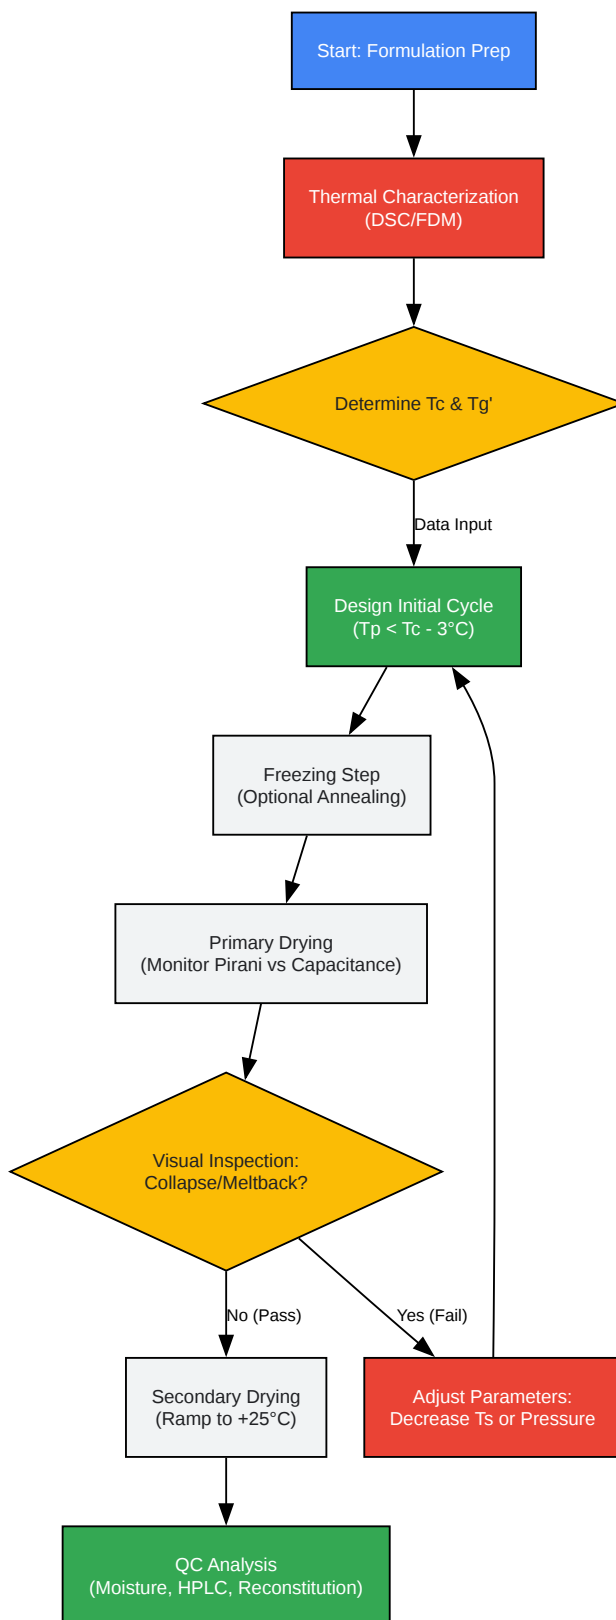 Start: Formulation Prep
Thermal Characterization
(DSC/FDM)
Determine Tc & Tg'
Data Input
Design Initial Cycle
(Tp < Tc - 3°C)
Freezing Step
(Optional Annealing)
Primary Drying
(Monitor Pirani vs Capacitance)
Visual Inspection:
Collapse/Meltback?
No (Pass)
Yes (Fail)
Secondary Drying
(Ramp to +25°C)
Adjust Parameters:
Decrease Ts or Pressure
QC Analysis
(Moisture, HPLC, Reconstitution)